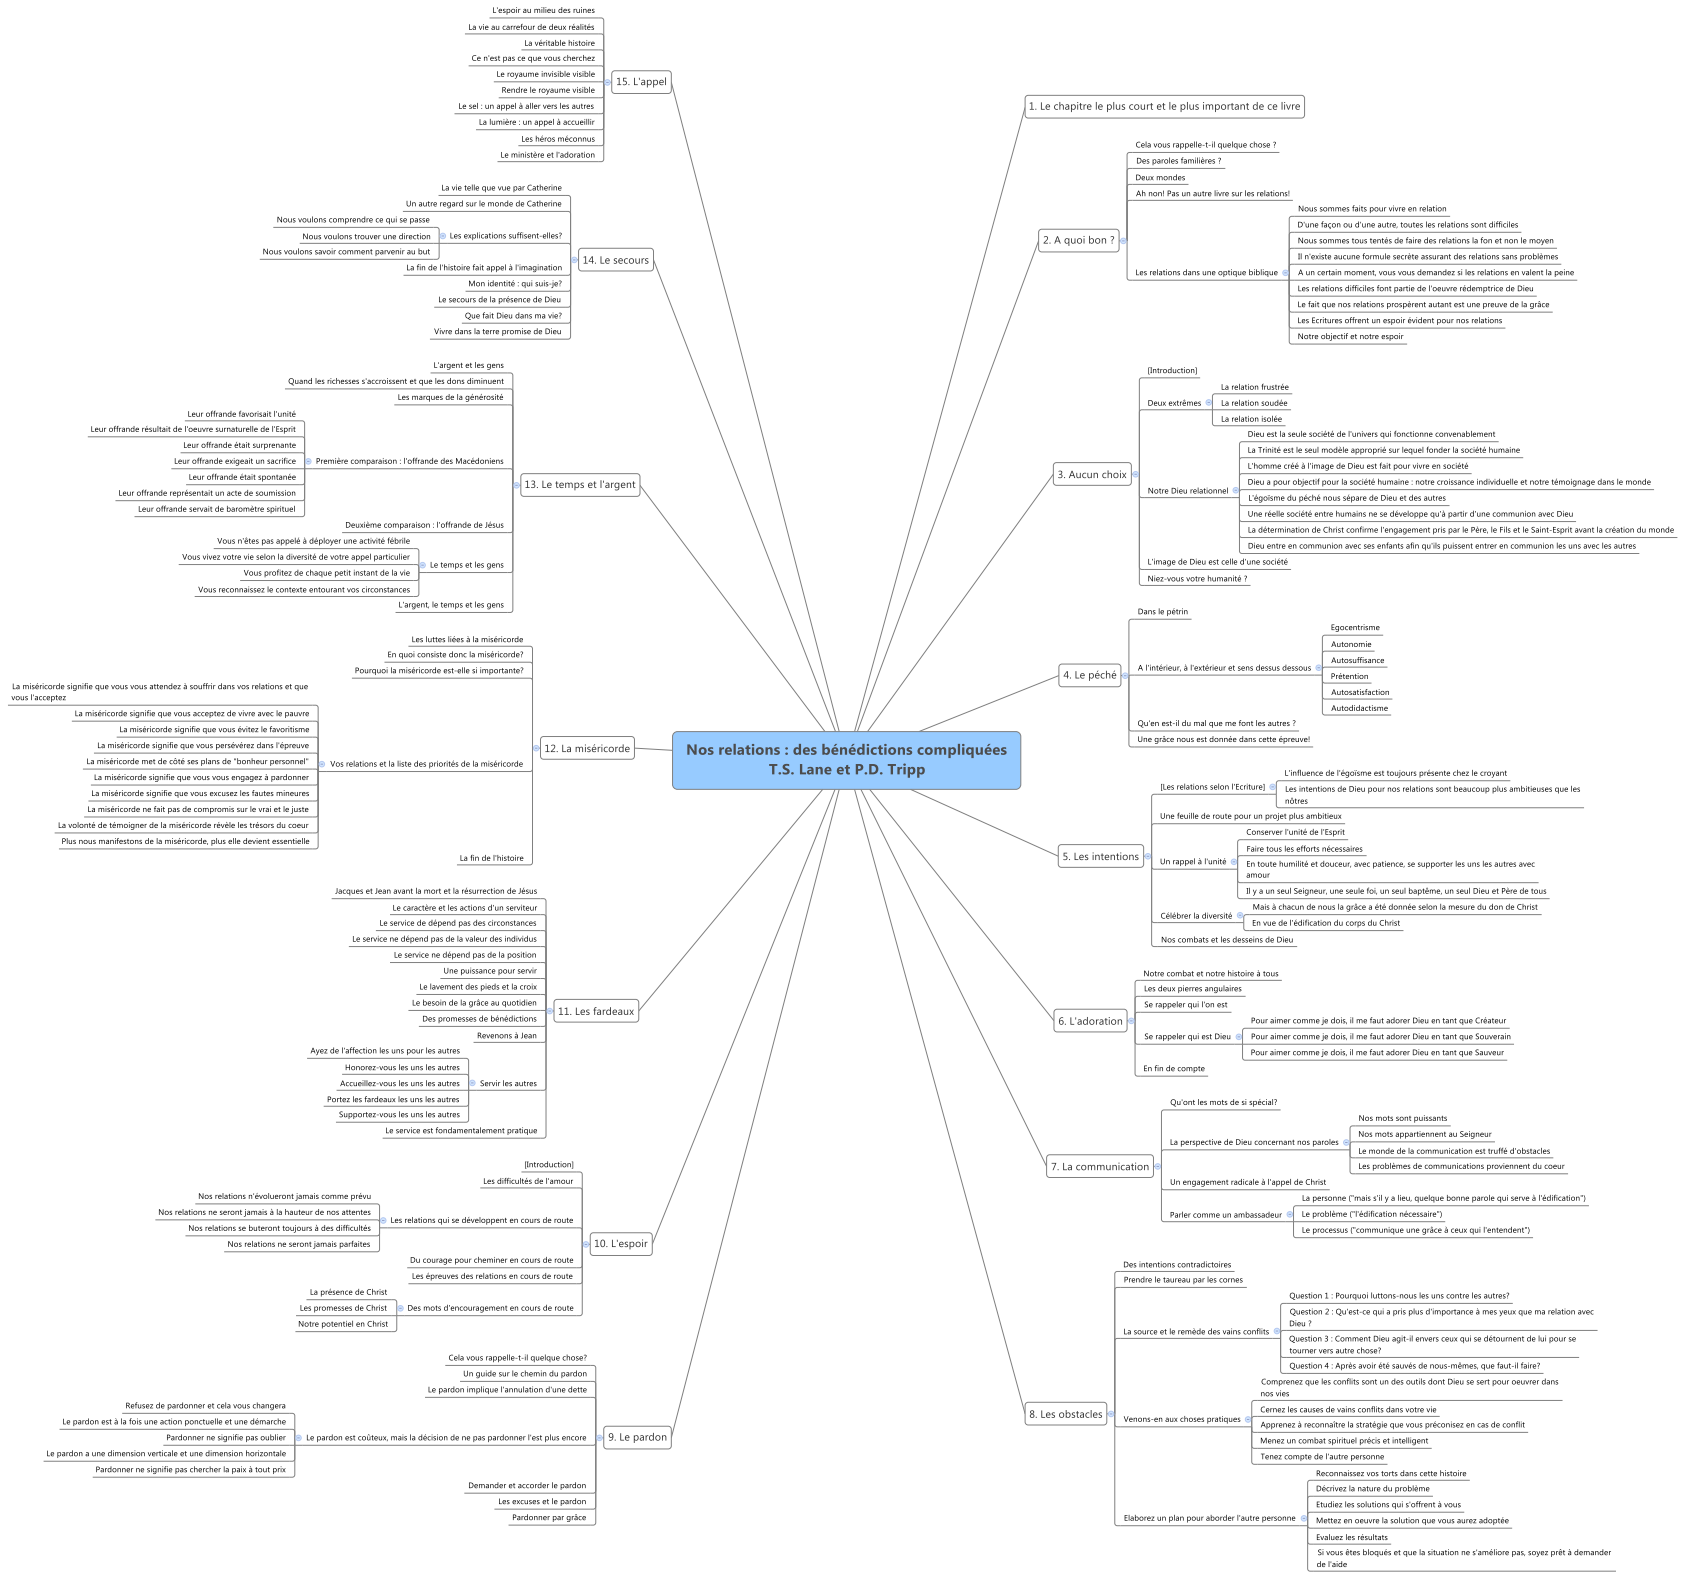 Nos relations : des bénédictions compliquées
T.S. Lane et P.D. Tripp
1. Le chapitre le plus court et le plus important de ce livre
2. A quoi bon ?
Cela vous rappelle-t-il quelque chose ?
Des paroles familières ?
Deux mondes
Ah non! Pas un autre livre sur les relations!
Les relations dans une optique biblique
Nous sommes faits pour vivre en relation
D'une façon ou d'une autre, toutes les relations sont difficiles
Nous sommes tous tentés de faire des relations la fon et non le moyen
Il n'existe aucune formule secrète assurant des relations sans problèmes
A un certain moment, vous vous demandez si les relations en valent la peine
Les relations difficiles font partie de l'oeuvre rédemptrice de Dieu
Le fait que nos relations prospérent autant est une preuve de la grâce
Les Ecritures offrent un espoir évident pour nos relations
Notre objectif et notre espoir
3. Aucun choix
[Introduction]
Deux extrêmes
La relation frustrée
La relation soudée
La relation isolée
Notre Dieu relationnel
Dieu est la seule société de l'univers qui fonctionne convenablement
La Trinité est le seul modèle approprié sur lequel fonder la société humaine
L'homme créé à l'image de Dieu est fait pour vivre en société
Dieu a pour objectif pour la société humaine : notre croissance individuelle et notre témoignage dans le monde
L'égoïsme du péché nous sépare de Dieu et des autres
Une réelle société entre humains ne se développe qu'à partir d'une communion avec Dieu
La détermination de Christ confirme l'engagement pris par le Père, le Fils et le Saint-Esprit avant la création du monde
Dieu entre en communion avec ses enfants afin qu'ils puissent entrer en communion les uns avec les autres
L'image de Dieu est celle d'une société
Niez-vous votre humanité ?
4. Le péché
Dans le pétrin
A l'intérieur, à l'extérieur et sens dessus dessous
Egocentrisme
Autonomie
Autosuffisance
Prétention
Autosatisfaction
Autodidactisme
Qu'en est-il du mal que me font les autres ?
Une grâce nous est donnée dans cette épreuve!
5. Les intentions
[Les relations selon l'Ecriture]
L'influence de l'égoïsme est toujours présente chez le croyant
Les intentions de Dieu pour nos relations sont beaucoup plus ambitieuses que les
nôtres
Une feuille de route pour un projet plus ambitieux
Un rappel à l'unité
Conserver l'unité de l'Esprit
Faire tous les efforts nécessaires
En toute humilité et douceur, avec patience, se supporter les uns les autres avec
amour
Il y a un seul Seigneur, une seule foi, un seul baptême, un seul Dieu et Père de tous
Célébrer la diversité
Mais à chacun de nous la grâce a été donnée selon la mesure du don de Christ
En vue de l'édification du corps du Christ
Nos combats et les desseins de Dieu
6. L'adoration
Notre combat et notre histoire à tous
Les deux pierres angulaires
Se rappeler qui l'on est
Se rappeler qui est Dieu
Pour aimer comme je dois, il me faut adorer Dieu en tant que Créateur
Pour aimer comme je dois, il me faut adorer Dieu en tant que Souverain
Pour aimer comme je dois, il me faut adorer Dieu en tant que Sauveur
En fin de compte
7. La communication
Qu'ont les mots de si spécial?
La perspective de Dieu concernant nos paroles
Nos mots sont puissants
Nos mots appartiennent au Seigneur
Le monde de la communication est truffé d'obstacles
Les problèmes de communications proviennent du coeur
Un engagement radicale à l'appel de Christ
Parler comme un ambassadeur
La personne ("mais s'il y a lieu, quelque bonne parole qui serve à l'édification")
Le problème ("l'édification nécessaire")
Le processus ("communique une grâce à ceux qui l'entendent")
8. Les obstacles
Des intentions contradictoires
Prendre le taureau par les cornes
La source et le remède des vains conflits
Question 1 : Pourquoi luttons-nous les uns contre les autres?
Question 2 : Qu'est-ce qui a pris plus d'importance à mes yeux que ma relation avec
Dieu ?
Question 3 : Comment Dieu agit-il envers ceux qui se détournent de lui pour se
tourner vers autre chose?
Question 4 : Après avoir été sauvés de nous-mêmes, que faut-il faire?
Venons-en aux choses pratiques
Comprenez que les conflits sont un des outils dont Dieu se sert pour oeuvrer dans
nos vies
Cernez les causes de vains conflits dans votre vie
Apprenez à reconnaître la stratégie que vous préconisez en cas de conflit
Menez un combat spirituel précis et intelligent
Tenez compte de l'autre personne
Elaborez un plan pour aborder l'autre personne
Reconnaissez vos torts dans cette histoire
Décrivez la nature du problème
Etudiez les solutions qui s'offrent à vous
Mettez en oeuvre la solution que vous aurez adoptée
Evaluez les résultats
Si vous êtes bloqués et que la situation ne s'améliore pas, soyez prêt à demander
de l'aide
9. Le pardon
Cela vous rappelle-t-il quelque chose?
Un guide sur le chemin du pardon
Le pardon implique l'annulation d'une dette
Le pardon est coûteux, mais la décision de ne pas pardonner l'est plus encore
Refusez de pardonner et cela vous changera
Le pardon est à la fois une action ponctuelle et une démarche
Pardonner ne signifie pas oublier
Le pardon a une dimension verticale et une dimension horizontale
Pardonner ne signifie pas chercher la paix à tout prix
Demander et accorder le pardon
Les excuses et le pardon
Pardonner par grâce
10. L'espoir
[Introduction]
Les difficultés de l'amour
Les relations qui se développent en cours de route
Nos relations n'évolueront jamais comme prévu
Nos relations ne seront jamais à la hauteur de nos attentes
Nos relations se buteront toujours à des difficultés
Nos relations ne seront jamais parfaites
Du courage pour cheminer en cours de route
Les épreuves des relations en cours de route
Des mots d'encouragement en cours de route
La présence de Christ
Les promesses de Christ
Notre potentiel en Christ
11. Les fardeaux
Jacques et Jean avant la mort et la résurrection de Jésus
Le caractère et les actions d'un serviteur
Le service de dépend pas des circonstances
Le service ne dépend pas de la valeur des individus
Le service ne dépend pas de la position
Une puissance pour servir
Le lavement des pieds et la croix
Le besoin de la grâce au quotidien
Des promesses de bénédictions
Revenons à Jean
Servir les autres
Ayez de l'affection les uns pour les autres
Honorez-vous les uns les autres
Accueillez-vous les uns les autres
Portez les fardeaux les uns les autres
Supportez-vous les uns les autres
Le service est fondamentalement pratique
12. La miséricorde
Les luttes liées à la miséricorde
En quoi consiste donc la miséricorde?
Pourquoi la miséricorde est-elle si importante?
Vos relations et la liste des priorités de la miséricorde
La miséricorde signifie que vous vous attendez à souffrir dans vos relations et que
vous l'acceptez
La miséricorde signifie que vous acceptez de vivre avec le pauvre
La miséricorde signifie que vous évitez le favoritisme
La miséricorde signifie que vous persévérez dans l'épreuve
La miséricorde met de côté ses plans de "bonheur personnel"
La miséricorde signifie que vous vous engagez à pardonner
La miséricorde signifie que vous excusez les fautes mineures
La miséricorde ne fait pas de compromis sur le vrai et le juste
La volonté de témoigner de la miséricorde révèle les trésors du coeur
Plus nous manifestons de la miséricorde, plus elle devient essentielle
La fin de l'histoire
13. Le temps et l'argent
L'argent et les gens
Quand les richesses s'accroissent et que les dons diminuent
Les marques de la générosité
Première comparaison : l'offrande des Macédoniens
Leur offrande favorisait l'unité
Leur offrande résultait de l'oeuvre surnaturelle de l'Esprit
Leur offrande était surprenante
Leur offrande exigeait un sacrifice
Leur offrande était spontanée
Leur offrande représentait un acte de soumission
Leur offrande servait de baromètre spirituel
Deuxième comparaison : l'offrande de Jésus
Le temps et les gens
Vous n'êtes pas appelé à déployer une activité fébrile
Vous vivez votre vie selon la diversité de votre appel particulier
Vous profitez de chaque petit instant de la vie
Vous reconnaissez le contexte entourant vos circonstances
L'argent, le temps et les gens
14. Le secours
La vie telle que vue par Catherine
Un autre regard sur le monde de Catherine
Les explications suffisent-elles?
Nous voulons comprendre ce qui se passe
Nous voulons trouver une direction
Nous voulons savoir comment parvenir au but
La fin de l'histoire fait appel à l'imagination
Mon identité : qui suis-je?
Le secours de la présence de Dieu
Que fait Dieu dans ma vie?
Vivre dans la terre promise de Dieu
15. L'appel
L'espoir au milieu des ruines
La vie au carrefour de deux réalités
La véritable histoire
Ce n'est pas ce que vous cherchez
Le royaume invisible visible
Rendre le royaume visible
Le sel : un appel à aller vers les autres
La lumière : un appel à accueillir
Les héros méconnus
Le ministère et l'adoration